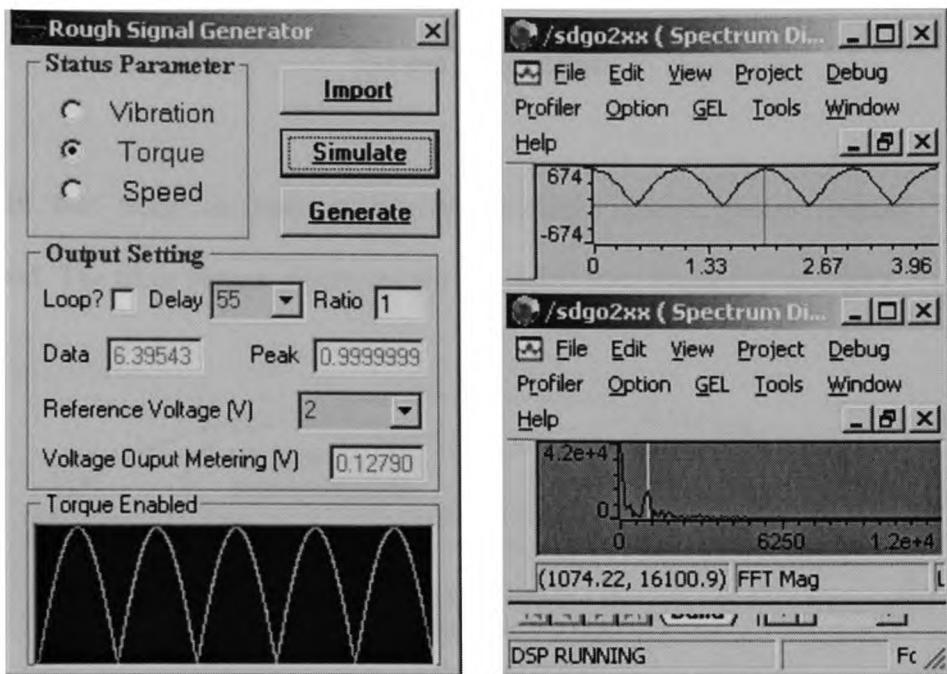 Rough Signal Generator
Status Parameter
Vibration
Torque
Speed
Import
Simulate
Generate
Output Setting
Loop? Delay 55 Ratio 1
Data 6.39543 Peak 0.9999999
Reference Voltage (V) 2
Voltage Ouput Metering (V) 0.12790
Torque Enabled
/sdgo2xx ( Spectrum Di...
File Edit View Project Debug
Profiler Option GEL Tools Window
Help
674
-674
0 1.33 2.67 3.96
/sdgo2xx ( Spectrum Di...
File Edit View Project Debug
Profiler Option GEL Tools Window
Help
4.2e+4
0
0 6250 1.2e+4
(1074.22, 16100.9) FFT Mag L
DSP RUNNING Fc